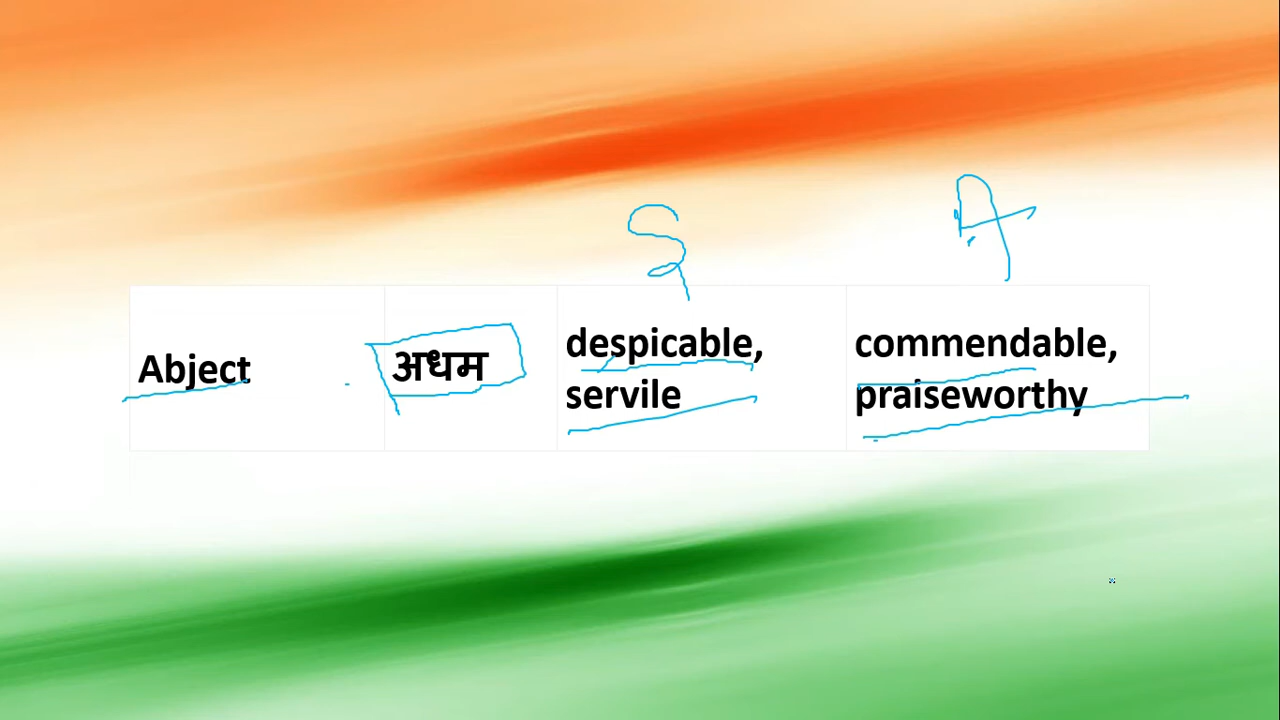 S
A
Abject
अधम
despicable,
servile
commendable,
praiseworthy